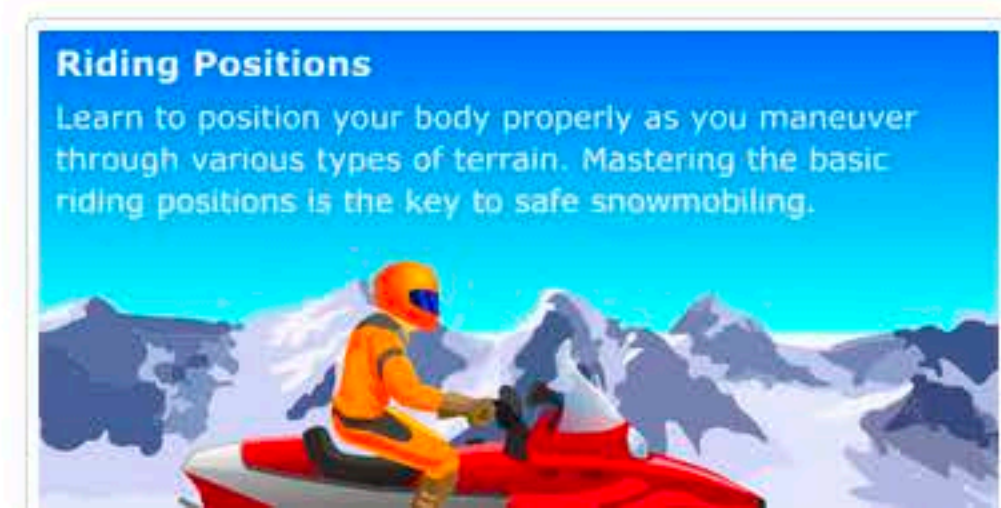 Riding Positions
Learn to position your body properly as you maneuver
through various types of terrain. Mastering the basic
riding positions is the key to safe snowmobiling.